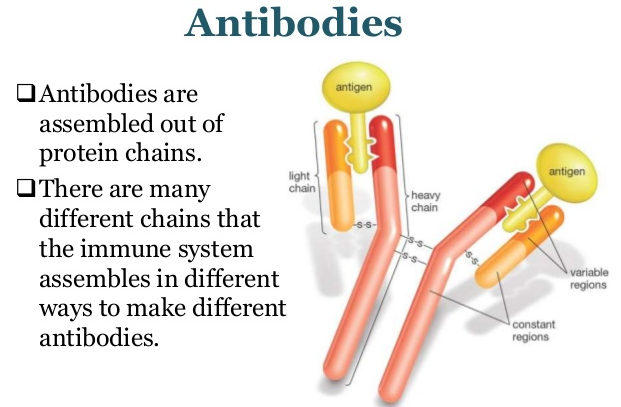 Antibodies
❑Antibodies are
assembled out of
protein chains.
❑There are many
different chains that
the immune system
assembles in different
ways to make different
antibodies.
antigen
light
chain
heavy
chain
-s-s-
-s-s-
-s-s-
-s-s-
antigen
variable
regions
constant
regions